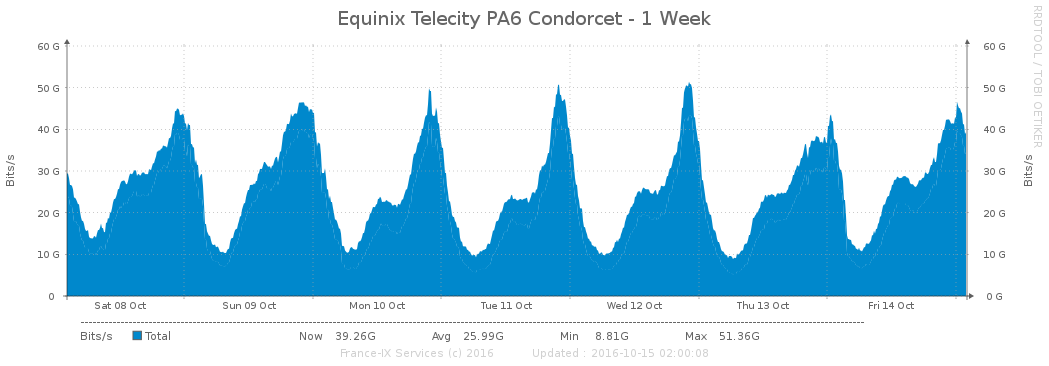 Equinix Telecity PA6 Condorcet - 1 Week
RRDTOOL / TOBI OETIKER
Bits/s
60 G 60 G
50 G 50 G
40 G 40 G
30 G 30 G
20 G 20 G
10 G 10 G
0 0 G
Bits/s
Sat 08 Oct Sun 09 Oct Mon 10 Oct Tue 11 Oct Wed 12 Oct Thu 13 Oct Fri 14 Oct
Bits/s Total Now 39.26G Avg 25.99G Min 8.81G Max 51.36G
France-IX Services (c) 2016 Updated : 2016-10-15 02:00:08